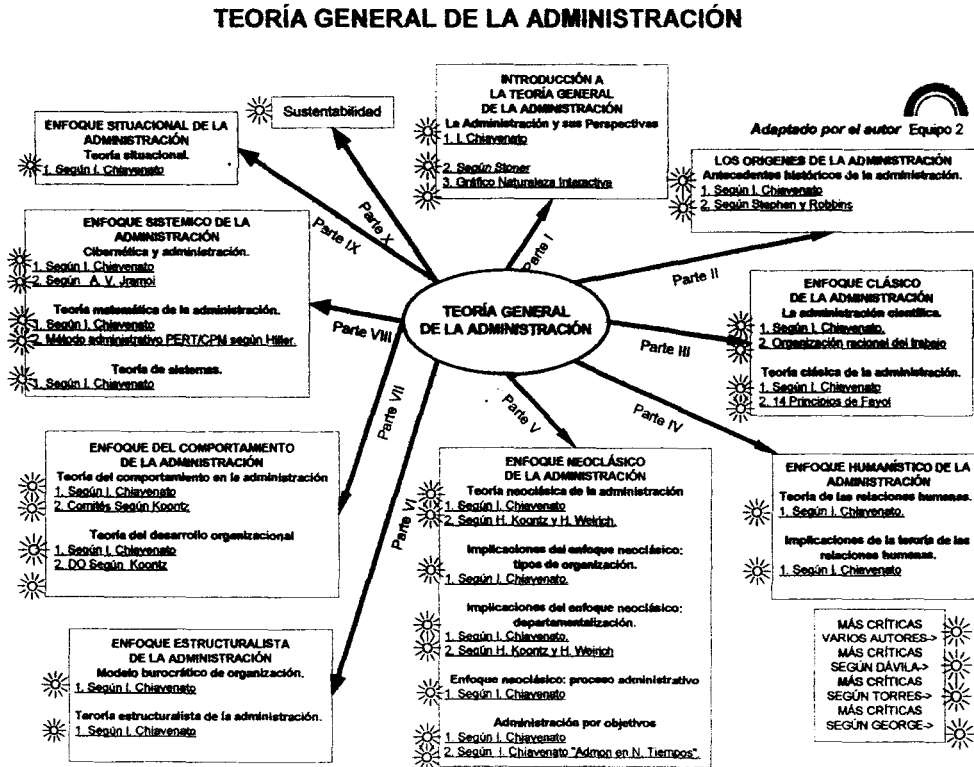 TEORÍA GENERAL DE LA ADMINISTRACIÓN
INTRODUCCIÓN A
LA TEORÍA GENERAL
DE LA ADMINISTRACIÓN
La Administración y sus Perspectivas
1. I. Chiavenato
2. Según Stoner
3. Gráfico Naturaleza Interactive
Sustentabilidad
Adaptado por el autor Equipo 2
ENFOQUE SITUACIONAL DE LA
ADMINISTRACIÓN
Teoría situacional.
1. Según I. Chiavenato
LOS ORIGENES DE LA ADMINISTRACIÓN
Antecedentes históricos de la administración.
1. Según I. Chiavenato
2. Según Stephen y Robbins
ENFOQUE SISTEMICO DE LA
ADMINISTRACIÓN
Cibernética y administración.
1. Según I. Chiavenato
2. Según A. V. Jramoi
Teoría matemática de la administración.
1. Según I. Chiavenato
2. Método administrativo PERT/CPM según Hiller.
Teoría de sistemas.
1. Según I. Chiavenato
Parte IX
Parte X
Parte I
Parte II
TEORÍA GENERAL
DE LA ADMINISTRACIÓN
Parte VIII
Parte III
Parte VII
Parte VI
Parte V
Parte IV
ENFOQUE CLÁSICO
DE LA ADMINISTRACIÓN
La administración científica.
1. Según I. Chiavenato.
2. Organización racional del trabajo
Teoría clásica de la administración.
1. Según I. Chiavenato
2. 14 Principios de Fayol
ENFOQUE DEL COMPORTAMIENTO
DE LA ADMINISTRACIÓN
Teoría del comportamiento en la administración
1. Según I. Chiavenato
2. Comités Según Koontz
Teoría del desarrollo organizacional
1. Según I. Chiavenato
2. DO Según Koontz
ENFOQUE NEOCLÁSICO
DE LA ADMINISTRACIÓN
Teoría neoclásica de la administración
1. Según I. Chiavenato
2. Según H. Koontz y H. Weirich.
Implicaciones del enfoque neoclásico:
tipos de organización.
1. Según I. Chiavenato.
Implicaciones del enfoque neoclásico:
departamentalización.
1. Según I. Chiavenato.
2. Según H. Koontz y H. Weirich
Enfoque neoclásico: proceso administrativo
1. Según I. Chiavenato
Administración por objetivos
1. Según I. Chiavenato
2. Según I. Chiavenato "Admon en N. Tiempos".
ENFOQUE HUMANÍSTICO DE LA
ADMINISTRACIÓN
Teoría de las relaciones humanas.
1. Según I. Chiavenato.
Implicaciones de la teroría de las
relaciones humanas.
1. Según I. Chiavenato
ENFOQUE ESTRUCTURALISTA
DE LA ADMINISTRACIÓN
Modelo burocrático de organización.
1. Según I. Chiavenato
Teroría estructuralista de la administración.
1. Según I. Chiavenato
MÁS CRÍTICAS
VARIOS AUTORES->
MÁS CRÍTICAS
SEGÚN DÁVILA->
MÁS CRÍTICAS
SEGÚN TORRES->
MÁS CRÍTICAS
SEGÚN GEORGE->